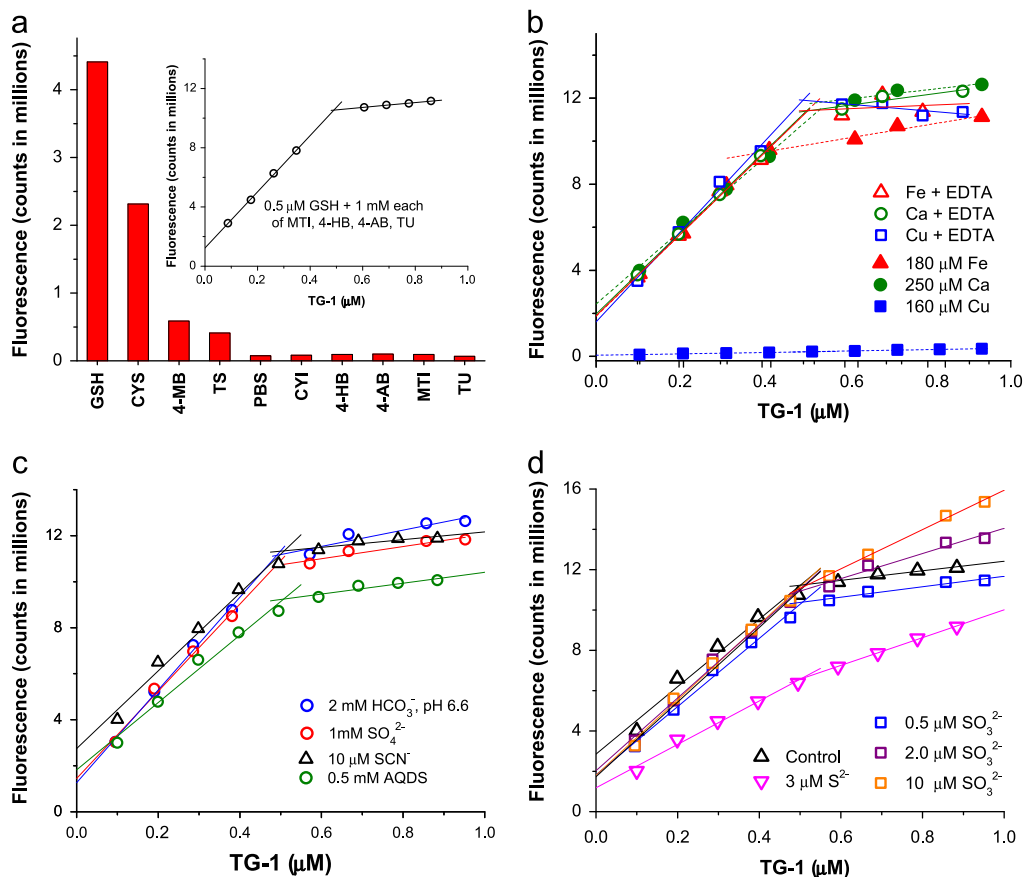 a
Fluorescence (counts in millions)
4
3
2
1
0
GSH
CYS
4-MB
TS
PBS
CYI
4-HB
4-AB
MTI
TU
Fluorescence (counts in millions)
12
8
4
0
0.5 μM GSH + 1 mM each
of MTI, 4-HB, 4-AB, TU
0.0 0.2 0.4 0.6 0.8 1.0
TG-1 (μM)
b
Fluorescence (counts in millions)
12
8
4
0
Fe + EDTA
Ca + EDTA
Cu + EDTA
180 μM Fe
250 μM Ca
160 μM Cu
0.0 0.2 0.4 0.6 0.8 1.0
TG-1 (μM)
c
Fluorescence (counts in millions)
12
8
4
0
2 mM HCO₃⁻, pH 6.6
1mM SO₄²⁻
10 μM SCN⁻
0.5 mM AQDS
0.0 0.2 0.4 0.6 0.8 1.0
TG-1 (μM)
d
Fluorescence (counts in millions)
16
12
8
4
0
Control
3 μM S²⁻
0.5 μM SO₃²⁻
2.0 μM SO₃²⁻
10 μM SO₃²⁻
0.0 0.2 0.4 0.6 0.8 1.0
TG-1 (μM)